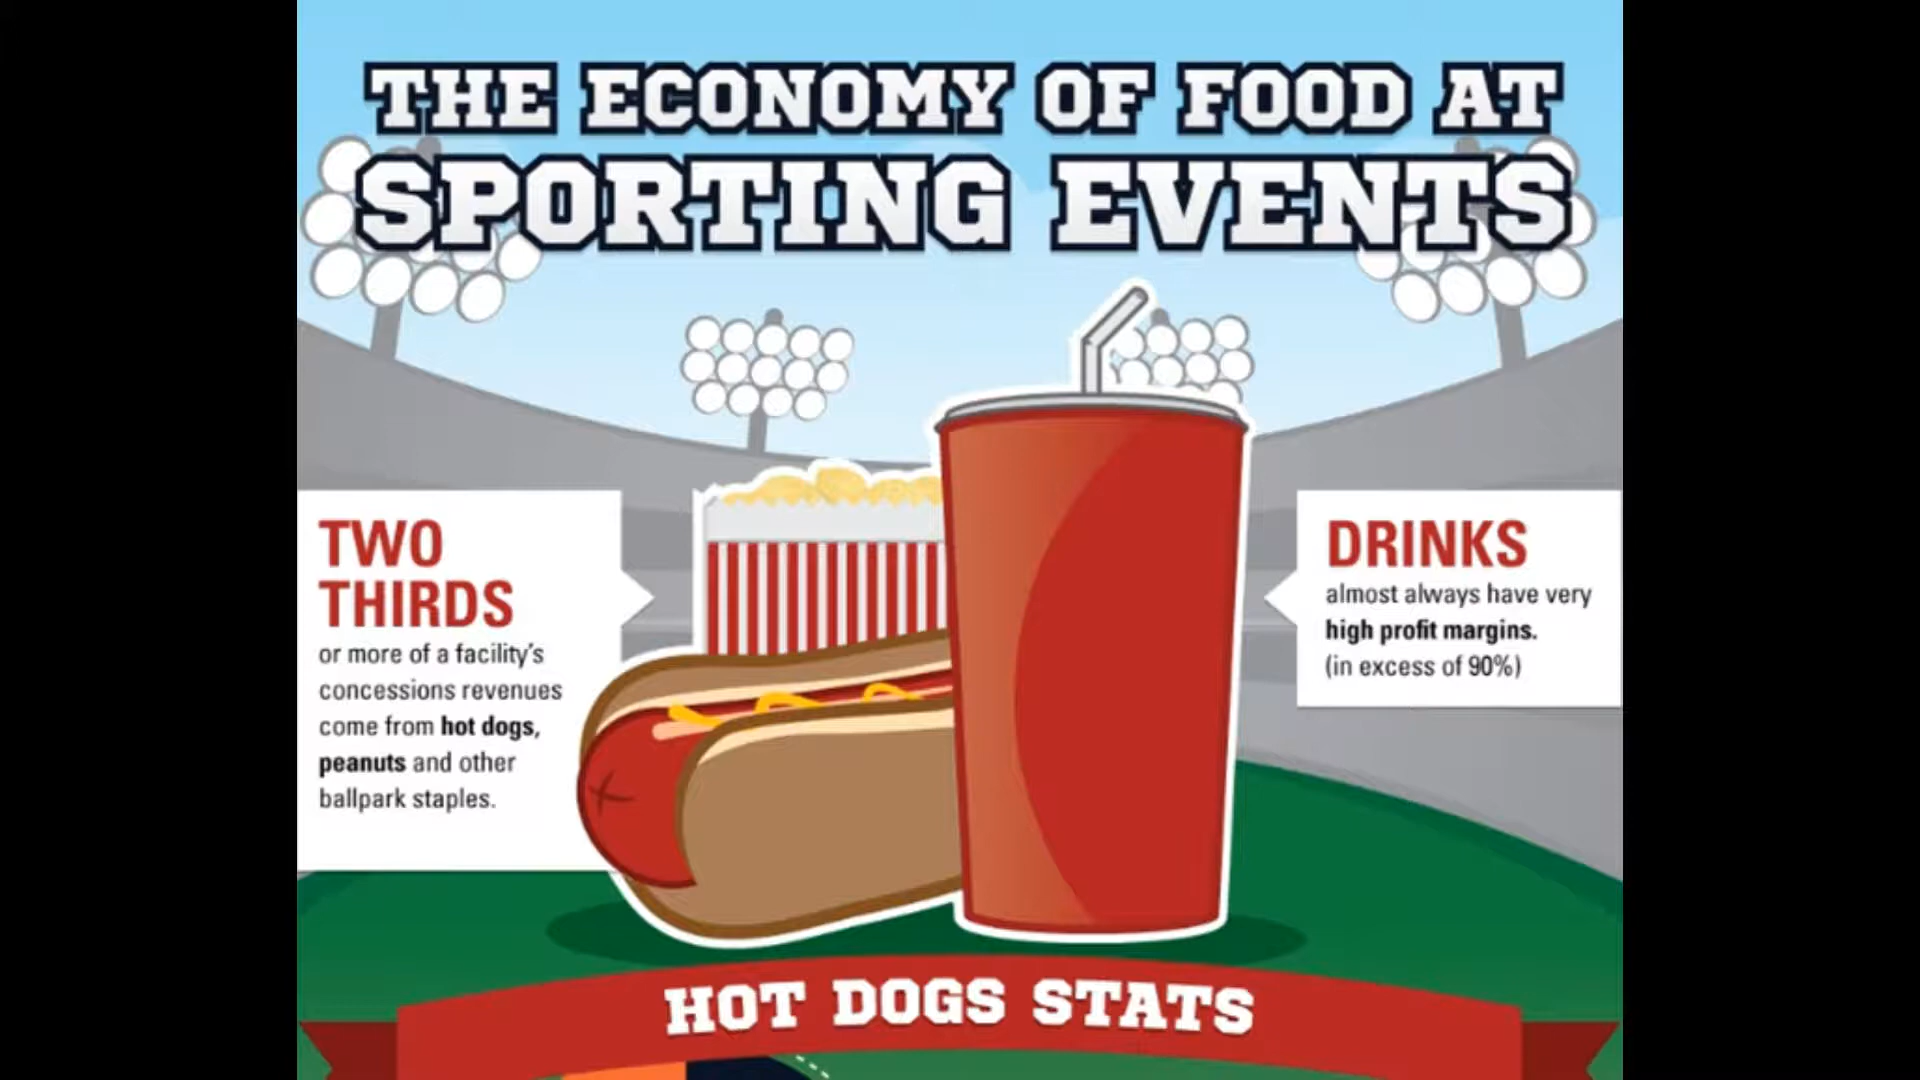 THE ECONOMY OF FOOD AT
SPORTING EVENTS
TWO
THIRDS
or more of a facility's
concessions revenues
come from hot dogs,
peanuts and other
ballpark staples.
DRINKS
almost always have very
high profit margins.
(in excess of 90%)
HOT DOGS STATS